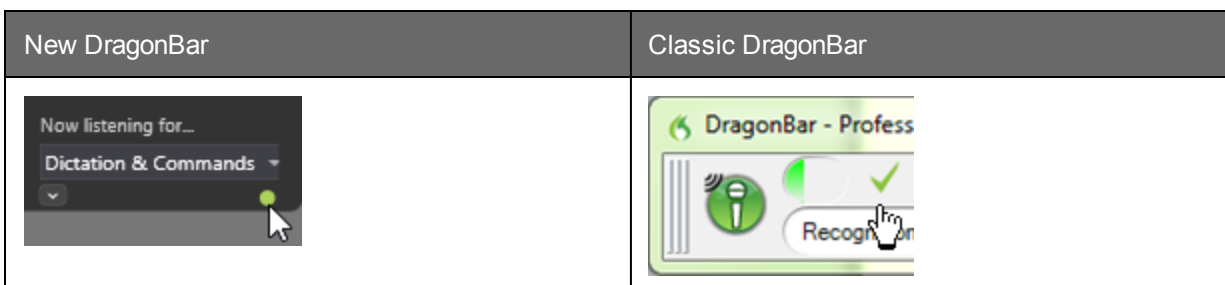 New DragonBar
Classic DragonBar
Now listening for...
Dictation & Commands
DragonBar - Profess